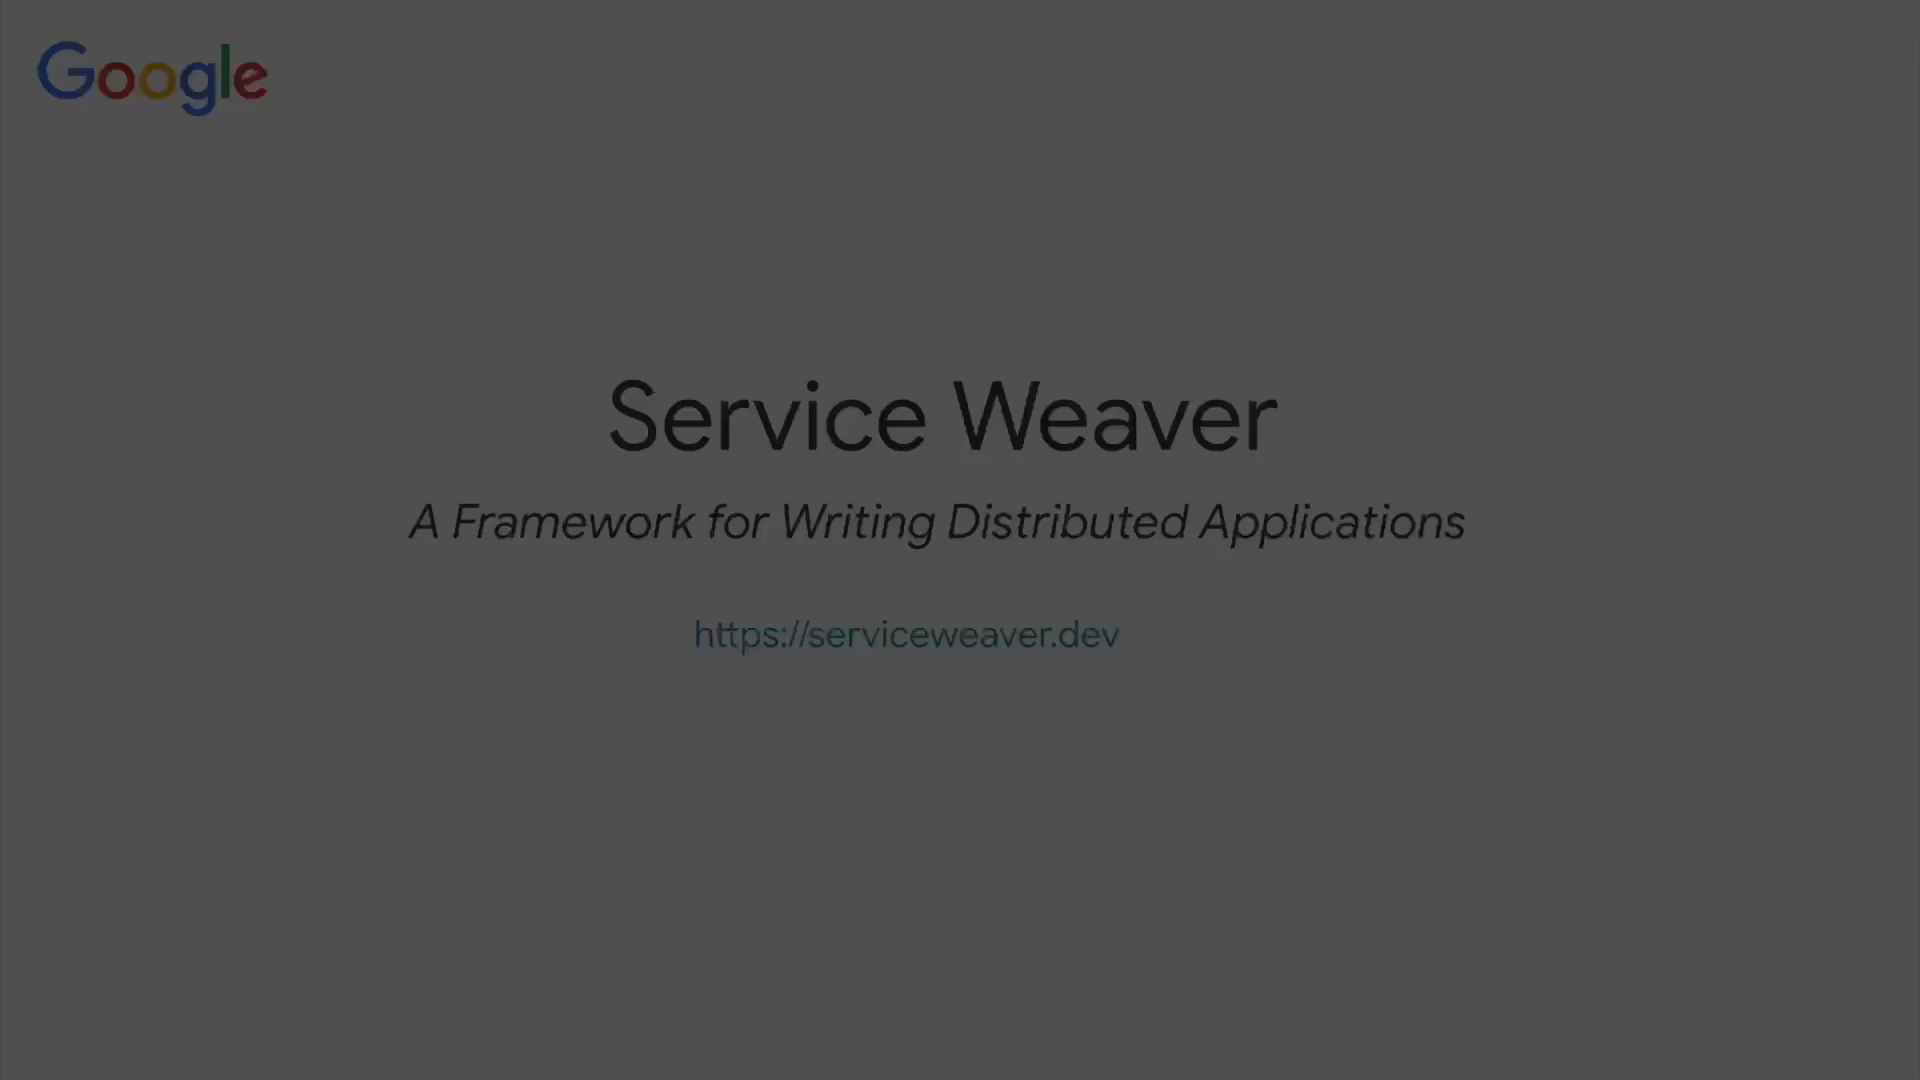 Google
Service Weaver
A Framework for Writing Distributed Applications
https://serviceweaver.dev